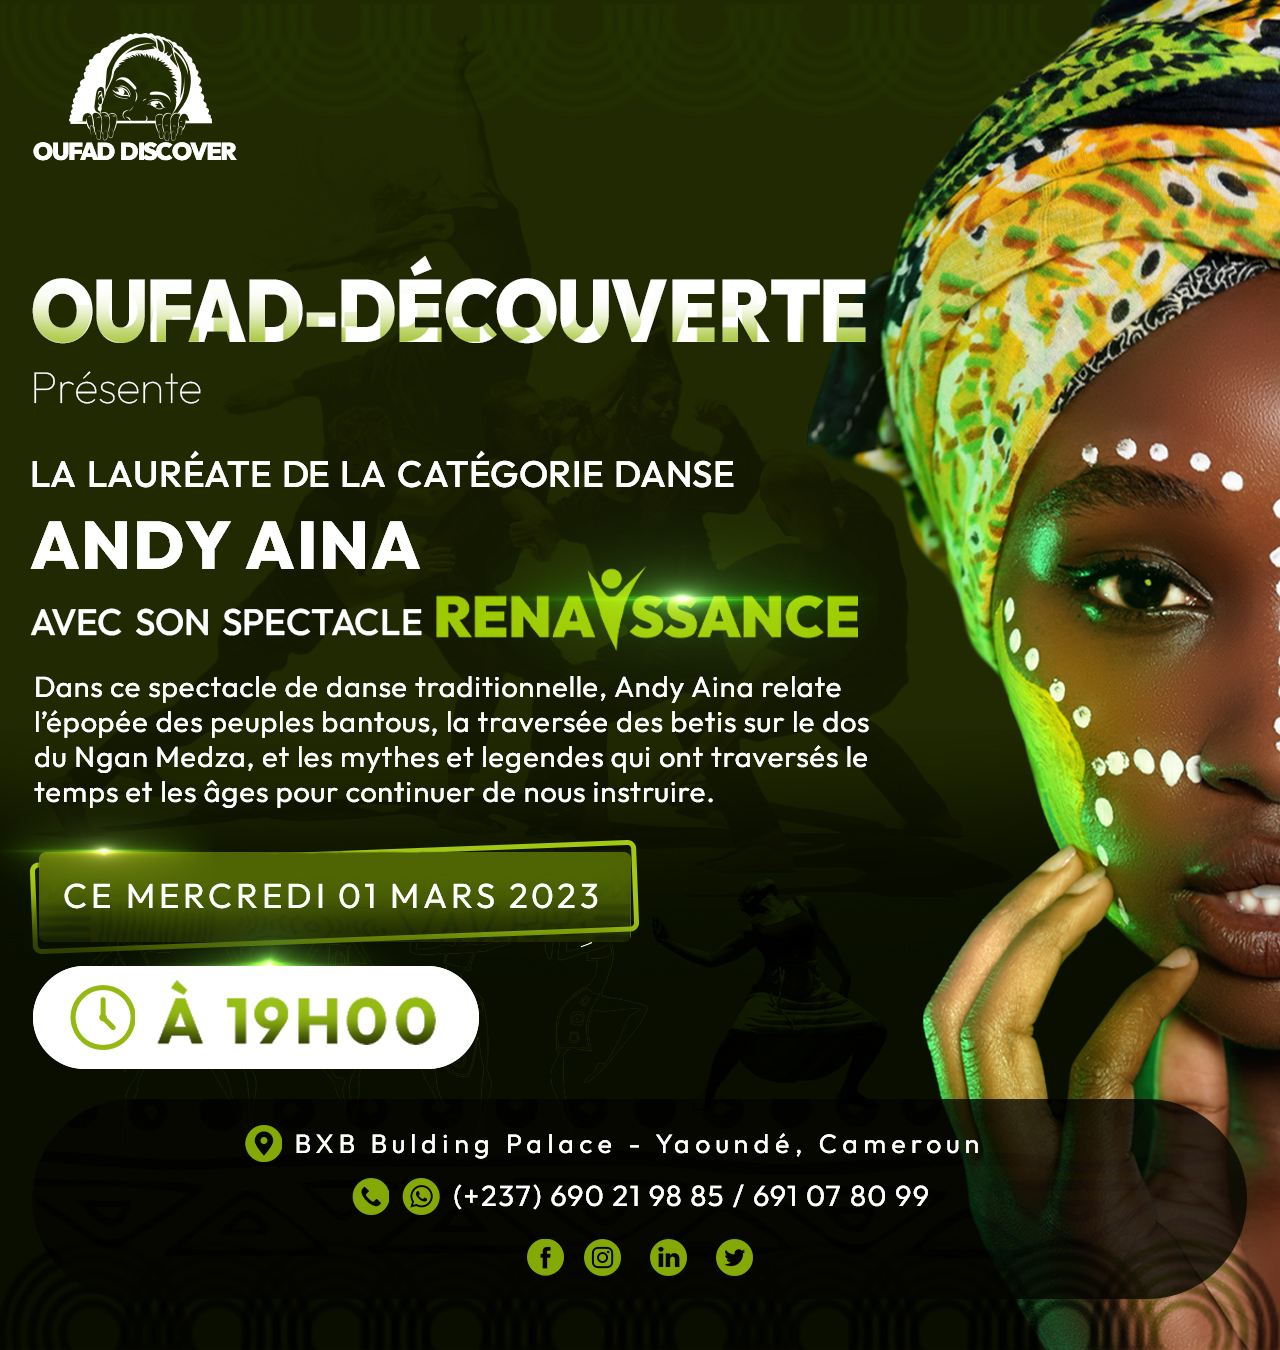 OUFAD DISCOVER
OUFAD-DÉCOUVERTE
Présente
LA LAURÉATE DE LA CATÉGORIE DANSE
ANDY AINA
AVEC SON SPECTACLE RENAISSANCE
Dans ce spectacle de danse traditionnelle, Andy Aina relate
l’épopée des peuples bantous, la traversée des betis sur le dos
du Ngan Medza, et les mythes et legendes qui ont traversés le
temps et les âges pour continuer de nous instruire.
CE MERCREDI 01 MARS 2023
À 19H00
BXB Bulding Palace - Yaoundé, Cameroun
(+237) 690 21 98 85 / 691 07 80 99